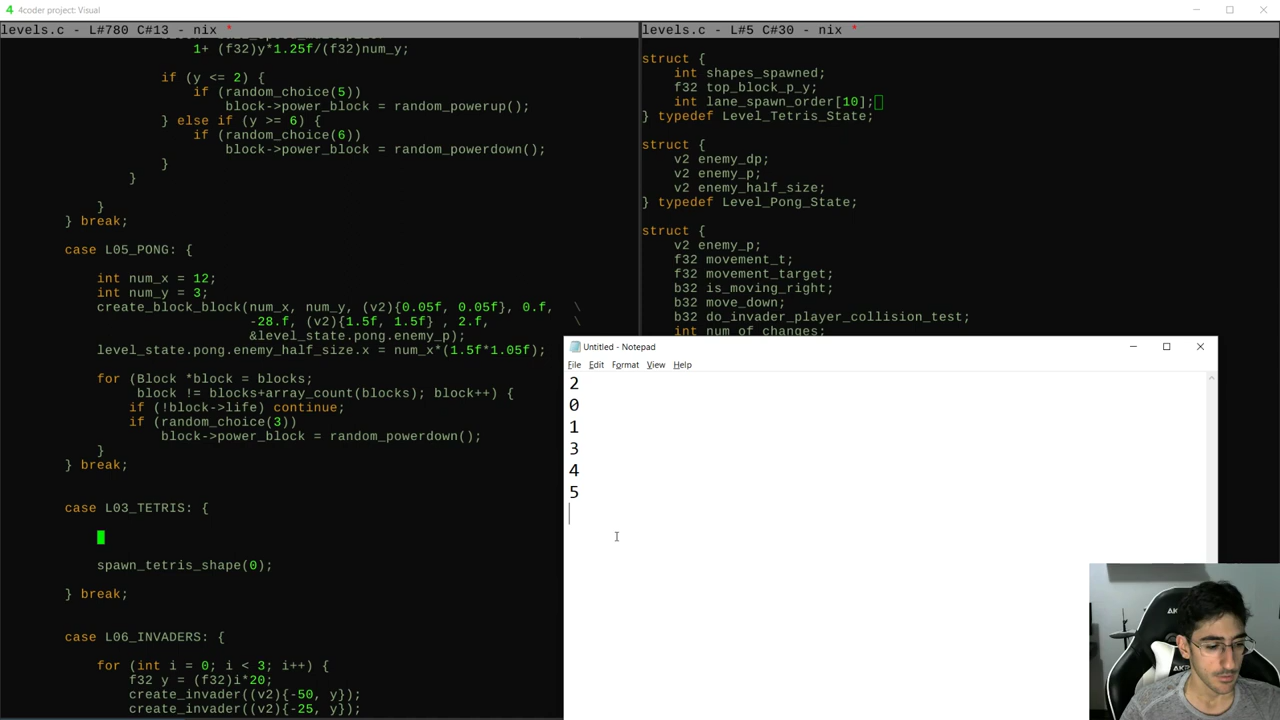 4coder project: Visual
levels.c - L#780 C#13 - nix *
1+ (f32)y*1.25f/(f32)num_y;
if (y <= 2) {
if (random_choice(5))
block->power_block = random_powerup();
} else if (y >= 6) {
if (random_choice(6))
block->power_block = random_powerdown();
}
}
}
} break;
case L05_PONG: {
int num_x = 12;
int num_y = 3;
create_block_block(num_x, num_y, (v2){0.05f, 0.05f}, 0.f, \
-28.f, (v2){1.5f, 1.5f} , 2.f, \
&level_state.pong.enemy_p);
level_state.pong.enemy_half_size.x = num_x*(1.5f*1.05f);
for (Block *block = blocks;
block != blocks+array_count(blocks); block++) {
if (!block->life) continue;
if (random_choice(3))
block->power_block = random_powerdown();
}
} break;
case L03_TETRIS: {
spawn_tetris_shape(0);
} break;
case L06_INVADERS: {
for (int i = 0; i < 3; i++) {
f32 y = (f32)i*20;
create_invader((v2){-50, y});
create_invader((v2){-25, y});
levels.c - L#5 C#30 - nix *
struct {
int shapes_spawned;
f32 top_block_p_y;
int lane_spawn_order[10];
} typedef Level_Tetris_State;
struct {
v2 enemy_dp;
v2 enemy_p;
v2 enemy_half_size;
} typedef Level_Pong_State;
struct {
v2 enemy_p;
f32 movement_t;
f32 movement_target;
b32 is_moving_right;
b32 move_down;
b32 do_invader_player_collision_test;
int num_of_changes;
Untitled - Notepad
File Edit Format View Help
2
0
1
3
4
5